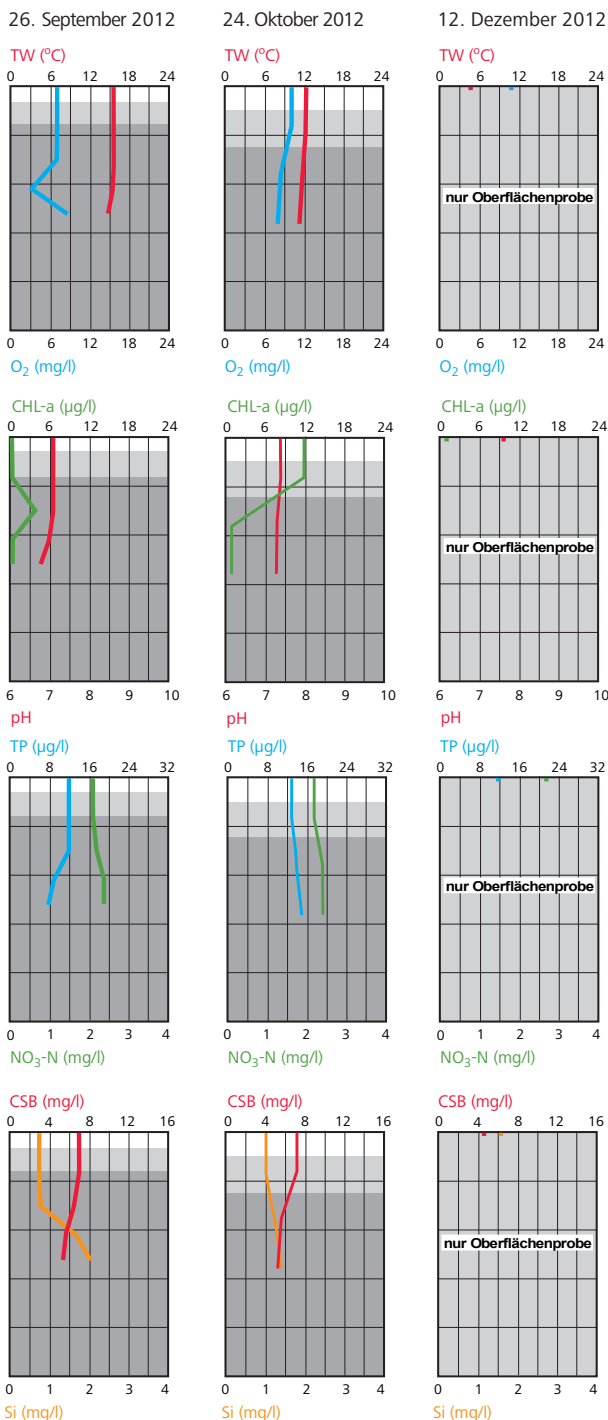 26. September 2012 24. Oktober 2012 12. Dezember 2012
TW (°C) TW (°C) TW (°C)
0 6 12 18 24 0 6 12 18 24 0 6 12 18 24
nur Oberflächenprobe
0 6 12 18 24 0 6 12 18 24 0 6 12 18 24
O₂ (mg/l) O₂ (mg/l) O₂ (mg/l)
CHL-a (µg/l) CHL-a (µg/l) CHL-a (µg/l)
0 6 12 18 24 0 6 12 18 24 0 6 12 18 24
nur Oberflächenprobe
6 7 8 9 10 6 7 8 9 10 6 7 8 9 10
pH pH pH
TP (µg/l) TP (µg/l) TP (µg/l)
0 8 16 24 32 0 8 16 24 32 0 8 16 24 32
nur Oberflächenprobe
0 1 2 3 4 0 1 2 3 4 0 1 2 3 4
NO₃-N (mg/l) NO₃-N (mg/l) NO₃-N (mg/l)
CSB (mg/l) CSB (mg/l) CSB (mg/l)
0 4 8 12 16 0 4 8 12 16 0 4 8 12 16
nur Oberflächenprobe
0 1 2 3 4 0 1 2 3 4 0 1 2 3 4
Si (mg/l) Si (mg/l) Si (mg/l)